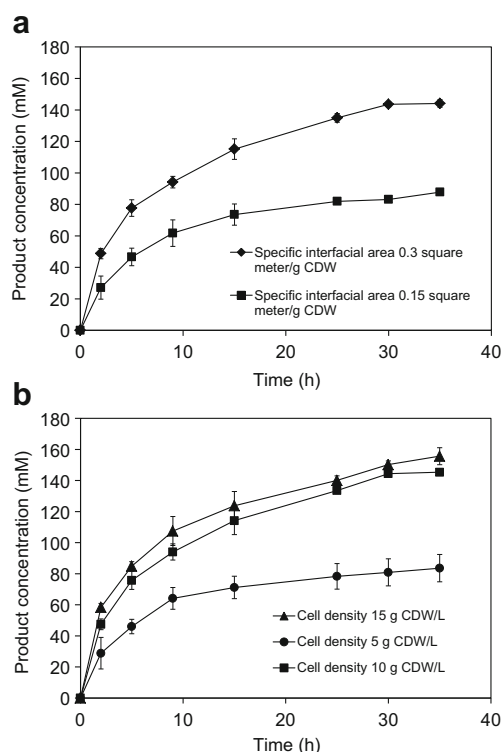 a
Product concentration (mM)
180
160
140
120
100
80
60
40
20
0
Specific interfacial area 0.3 square
meter/g CDW
Specific interfacial area 0.15 square
meter/g CDW
0 10 20 30 40
Time (h)
b
Product concentration (mM)
180
160
140
120
100
80
60
40
20
0
Cell density 15 g CDW/L
Cell density 5 g CDW/L
Cell density 10 g CDW/L
0 10 20 30 40
Time (h)